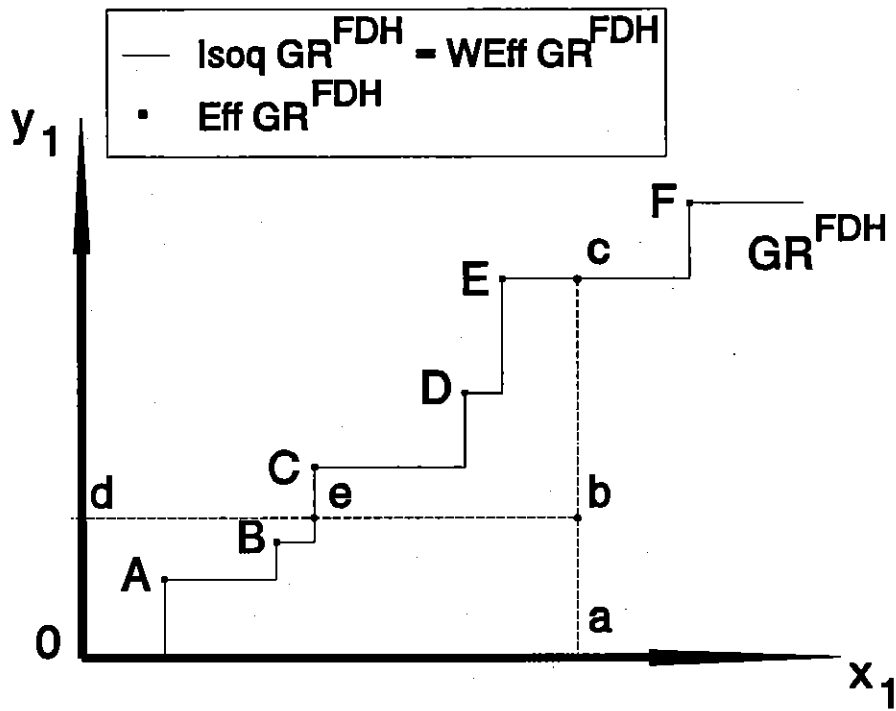 Isoq GR^FDH = WEff GR^FDH
Eff GR^FDH
y1
F
GR^FDH
E
c
D
C
d
e
b
B
A
a
0
x1